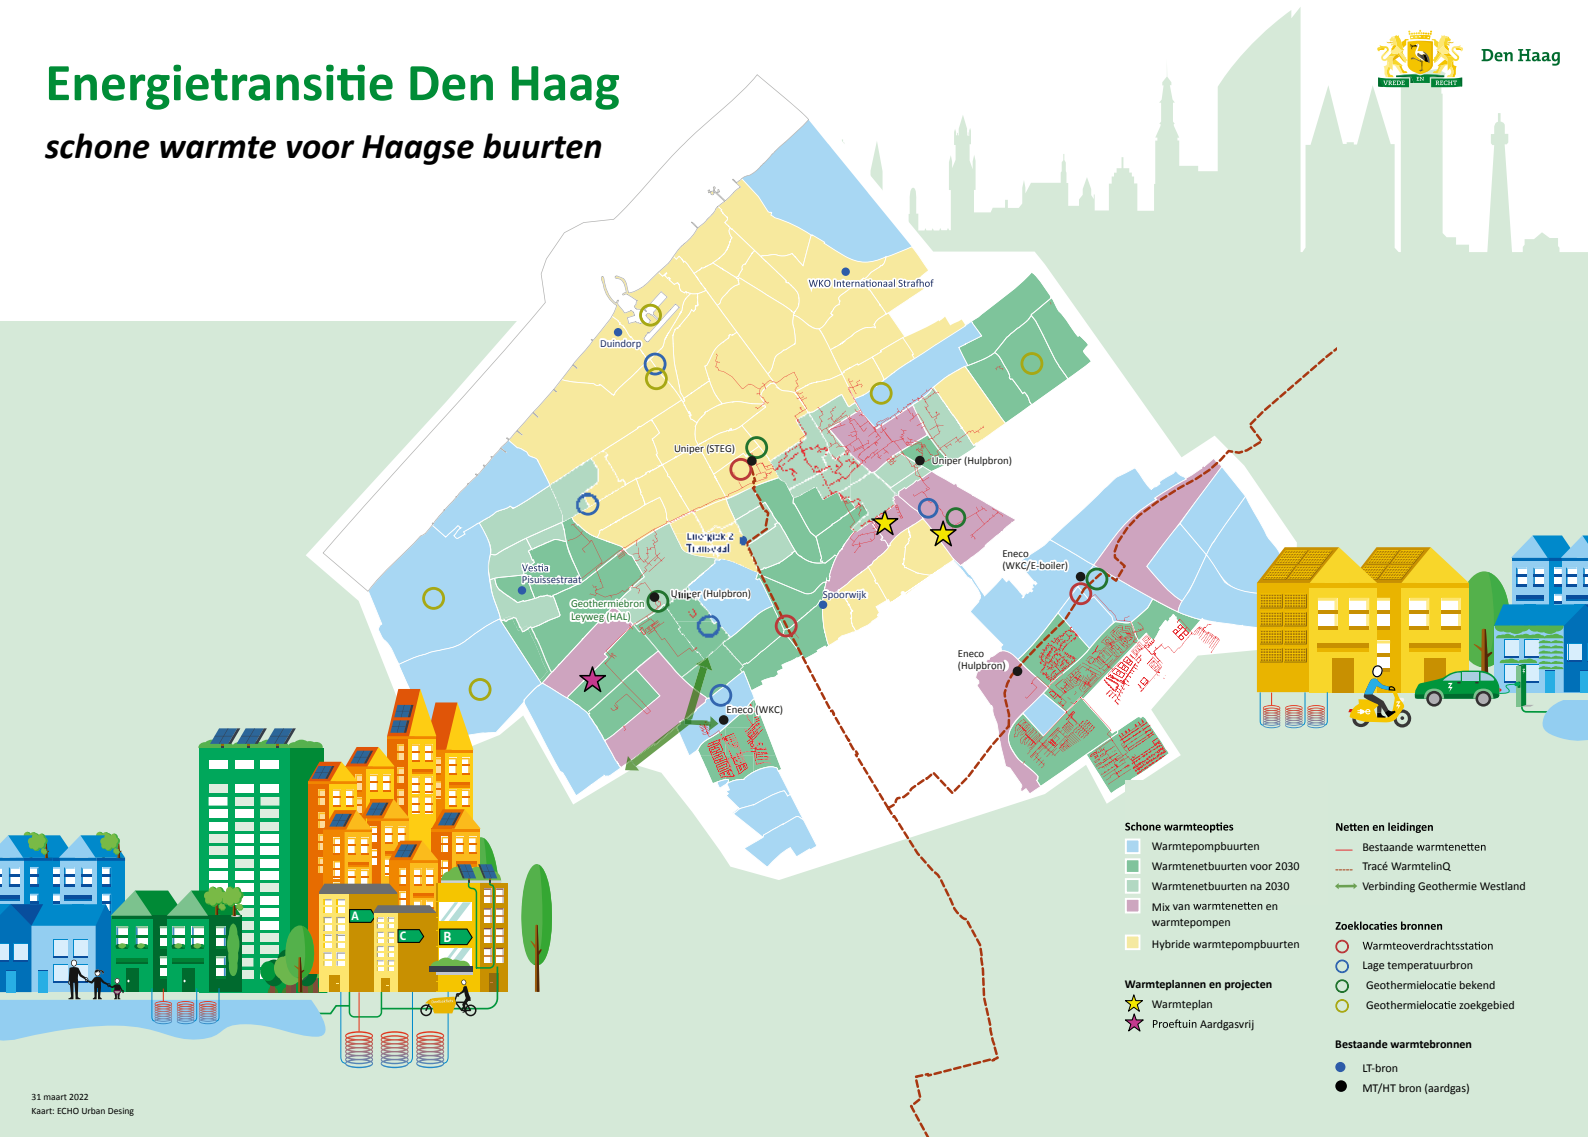 Energietransitie Den Haag
schone warmte voor Haagse buurten
VREDE EN RECHT
Den Haag
WKO Internationaal Strafhof
Duindorp
Uniper (STEG)
Uniper (Hulpbron)
Energiek 2
Transvaal
Vestia
Pisuissestraat
Geothermiebron
Leyweg (HAL)
Uniper (Hulpbron)
Spoorwijk
Eneco
(WKC/E-boiler)
Eneco
(Hulpbron)
Eneco (WKC)
A
C
B
e
Schone warmteopties
Warmtepompbuurten
Warmtenetbuurten voor 2030
Warmtenetbuurten na 2030
Mix van warmtenetten en
warmtepompen
Hybride warmtepompbuurten
Warmteplannen en projecten
Warmteplan
Proeftuin Aardgasvrij
Netten en leidingen
Bestaande warmtenetten
Tracé WarmtelinQ
Verbinding Geothermie Westland
Zoeklocaties bronnen
Warmteoverdrachtsstation
Lage temperatuurbron
Geothermielocatie bekend
Geothermielocatie zoekgebied
Bestaande warmtebronnen
LT-bron
MT/HT bron (aardgas)
31 maart 2022
Kaart: ECHO Urban Desing